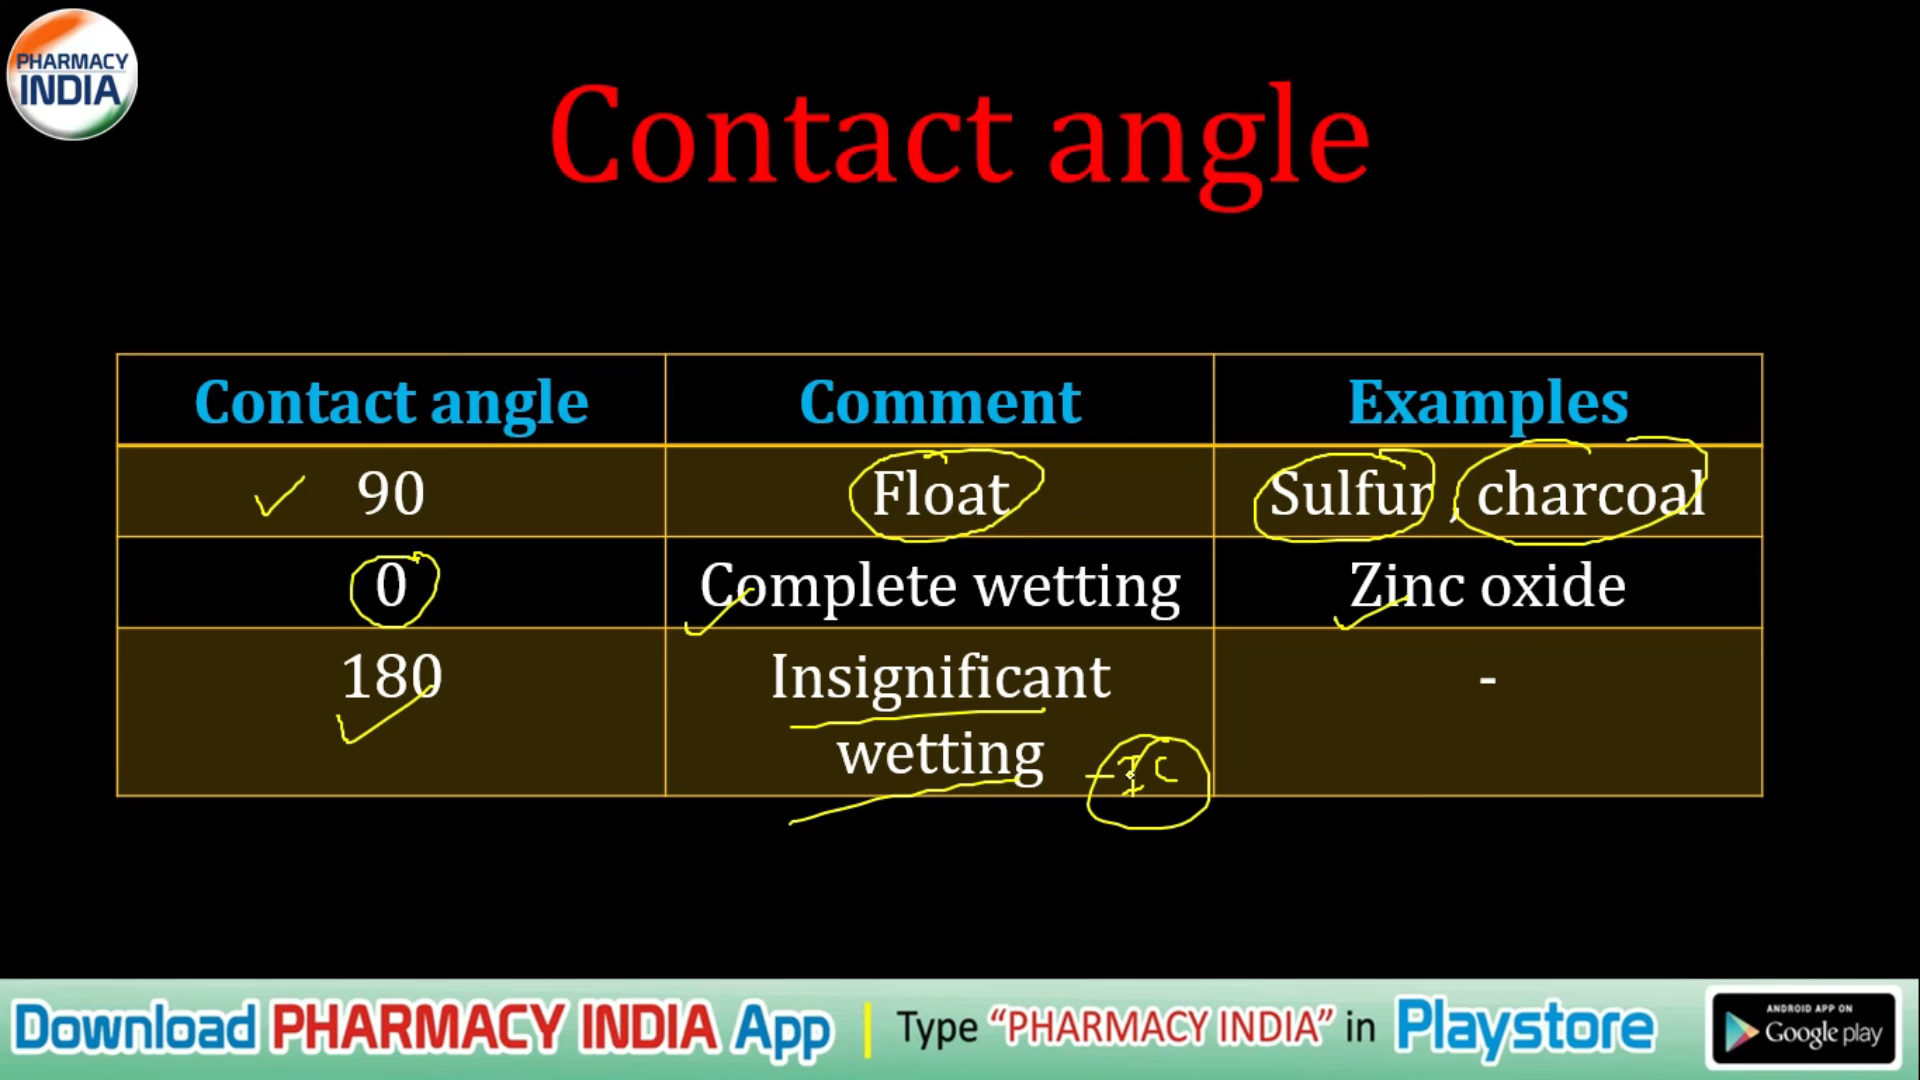 PHARMACY
INDIA
Contact angle
Contact angle Comment Examples
90 Float Sulfur , charcoal
0 Complete wetting Zinc oxide
180 Insignificant -
wetting
Download PHARMACY INDIA App | Type “PHARMACY INDIA” in Playstore
ANDROID APP ON
Google play